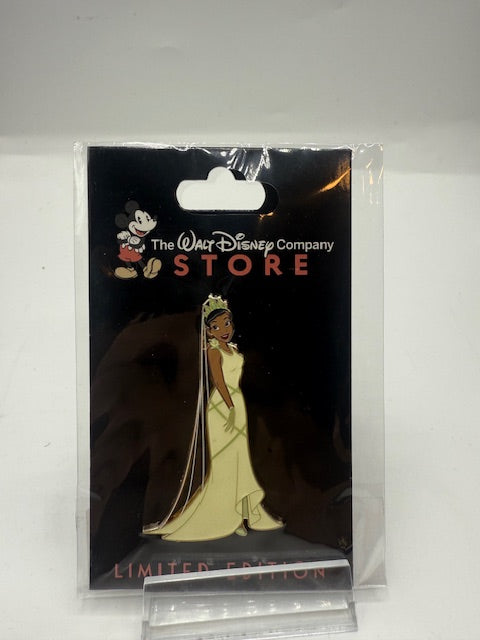 The Walt Disney Company
STORE
LIMITED EDITION